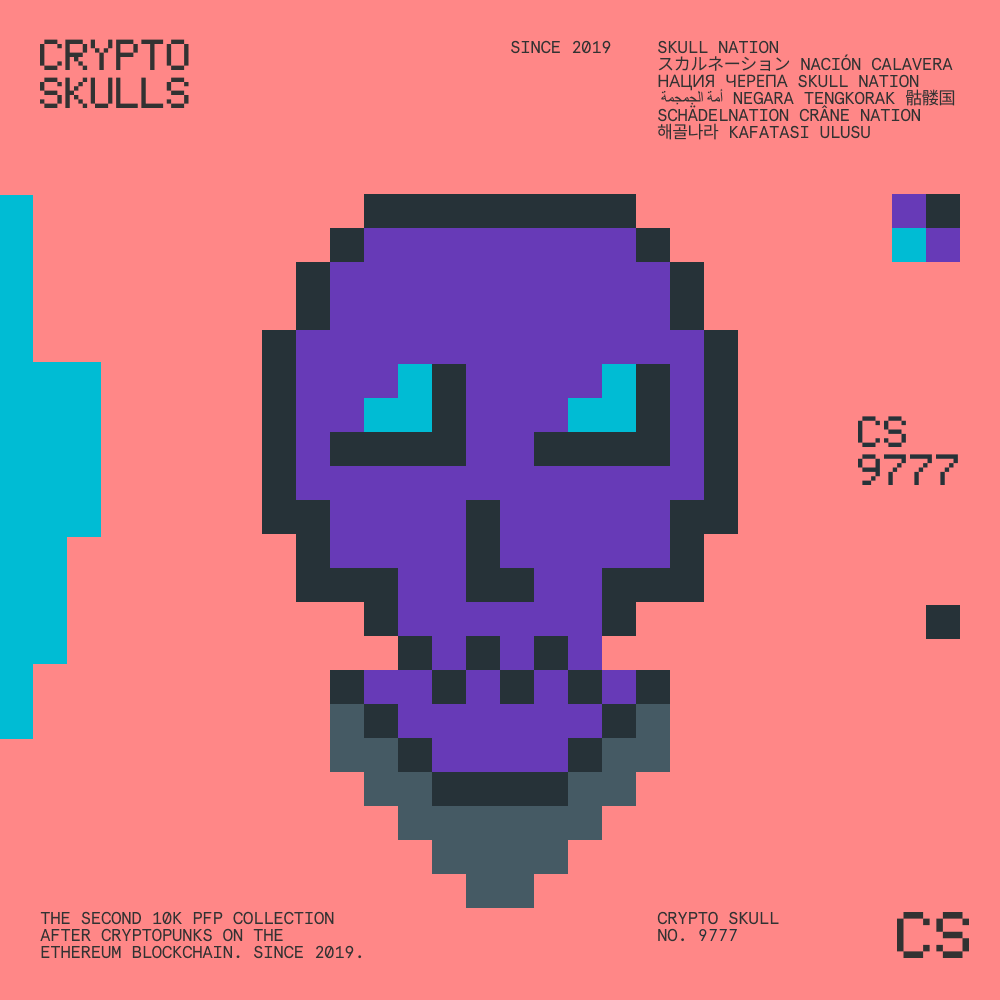 CRYPTO
SKULLS
SINCE 2019
SKULL NATION
スカルネーション NACIÓN CALAVERA
НАЦИЯ ЧЕРЕПА SKULL NATION
أمة الجمجمة NEGARA TENGKORAK 骷髅国
SCHÄDELNATION CRÂNE NATION
해골나라 KAFATASI ULUSU
CS
9777
THE SECOND 10K PFP COLLECTION
AFTER CRYPTOPUNKS ON THE
ETHEREUM BLOCKCHAIN. SINCE 2019.
CRYPTO SKULL
NO. 9777
CS